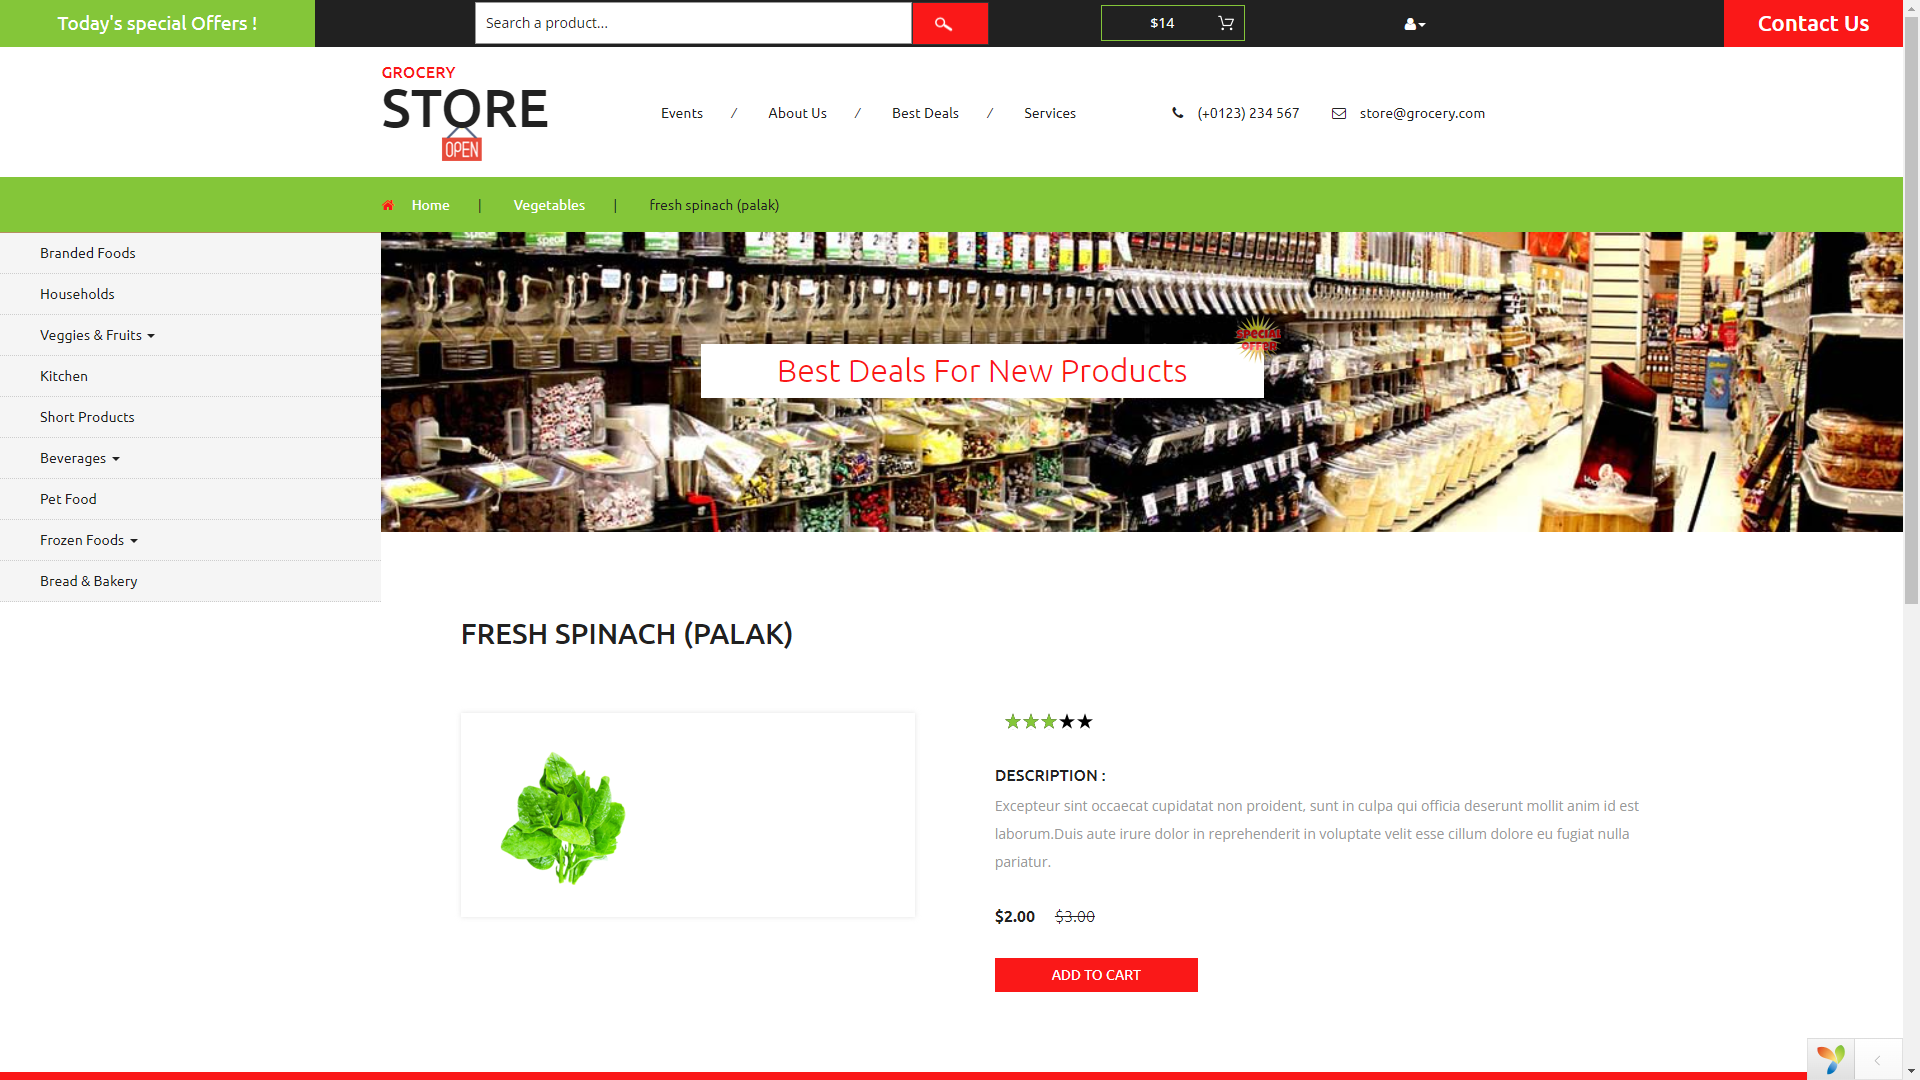 Today's special Offers !
Search a product...
$14
Contact Us
GROCERY
STORE
OPEN
Events / About Us / Best Deals / Services
(+0123) 234 567
store@grocery.com
Home | Vegetables | fresh spinach (palak)
Branded Foods
Households
Veggies & Fruits
Kitchen
Short Products
Beverages
Pet Food
Frozen Foods
Bread & Bakery
SPECIAL
OFFER
Best Deals For New Products
FRESH SPINACH (PALAK)
DESCRIPTION :
Excepteur sint occaecat cupidatat non proident, sunt in culpa qui officia deserunt mollit anim id est
laborum.Duis aute irure dolor in reprehenderit in voluptate velit esse cillum dolore eu fugiat nulla
pariatur.
$2.00 $3.00
ADD TO CART